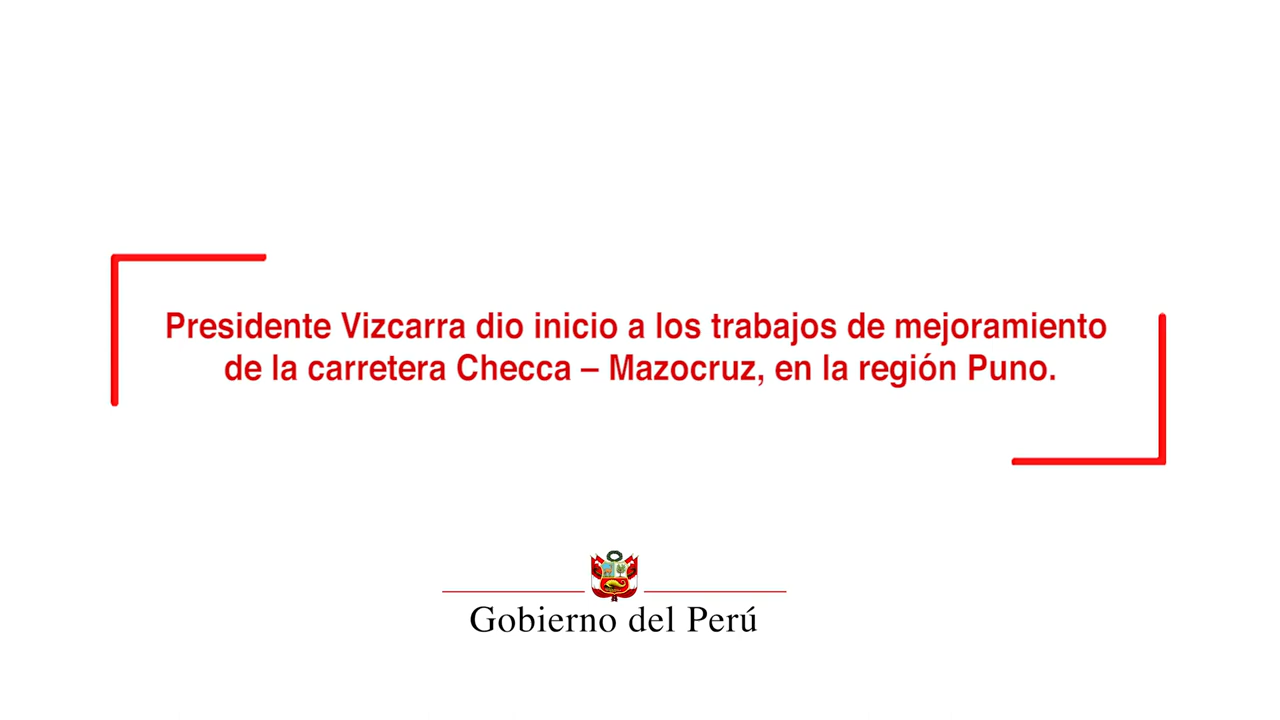 Presidente Vizcarra dio inicio a los trabajos de mejoramiento
de la carretera Checca – Mazocruz, en la región Puno.
Gobierno del Perú